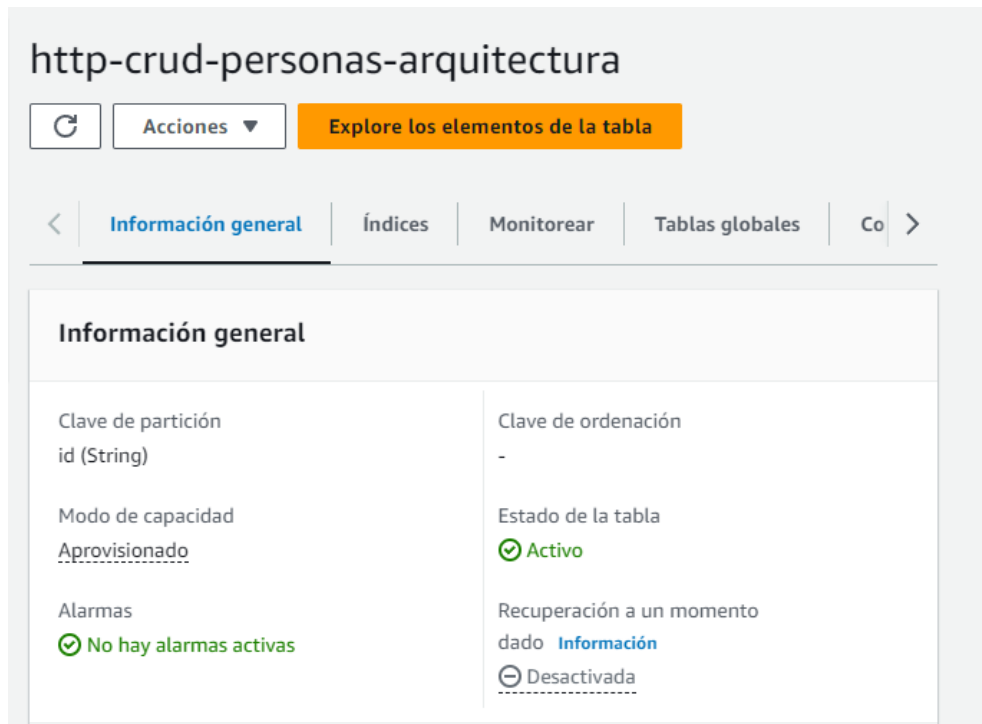 http-crud-personas-arquitectura
Acciones
Explore los elementos de la tabla
Información general
Índices
Monitorear
Tablas globales
Co
Información general
Clave de partición
id (String)
Clave de ordenación
-
Modo de capacidad
Aprovisionado
Estado de la tabla
Activo
Alarmas
No hay alarmas activas
Recuperación a un momento
dado Información
Desactivada